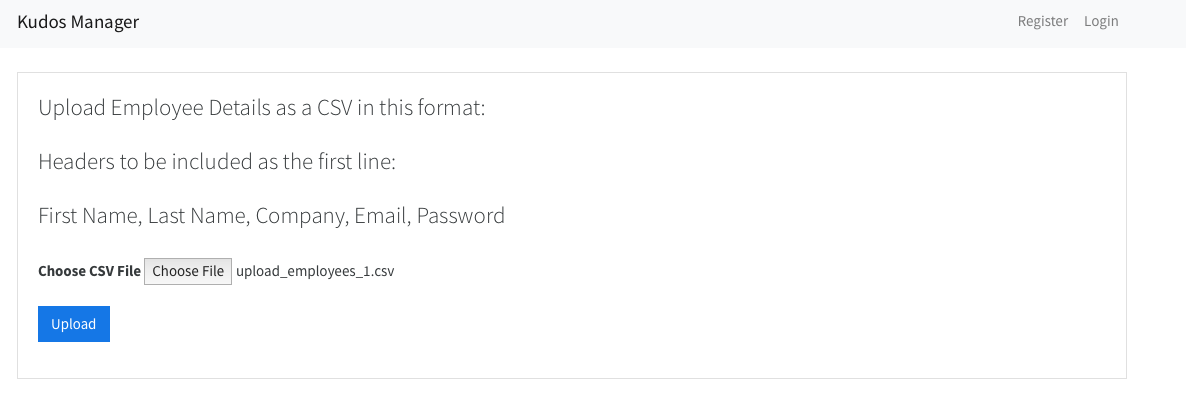 Kudos Manager Register Login
Upload Employee Details as a CSV in this format:
Headers to be included as the first line:
First Name, Last Name, Company, Email, Password
Choose CSV File Choose File upload_employees_1.csv
Upload